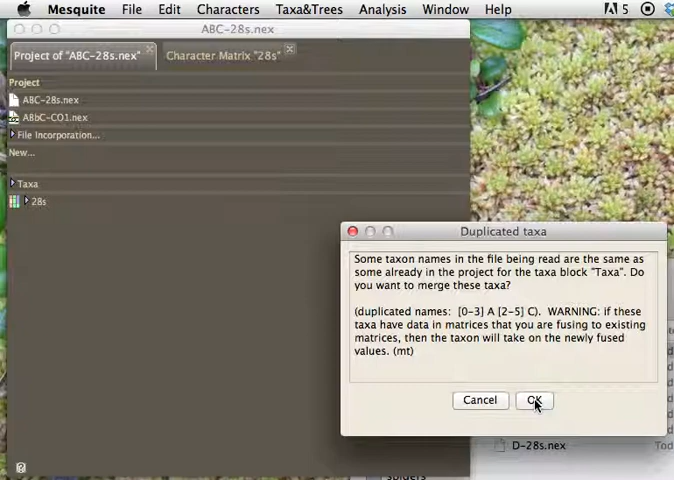 Mesquite File Edit Characters Taxa&Trees Analysis Window Help 5
ABC-28s.nex
Project of "ABC-28s.nex" Character Matrix "28s"
Project
ABC-28s.nex
ABbC-CO1.nex
File Incorporation...
New...
Taxa
28s
Duplicated taxa
Some taxon names in the file being read are the same as
some already in the project for the taxa block "Taxa". Do
you want to merge these taxa?
(duplicated names:  [0-3] A [2-5] C).  WARNING: if these
taxa have data in matrices that you are fusing to existing
matrices, then the taxon will take on the newly fused
values. (mt)
Cancel OK
D-28s.nex
?